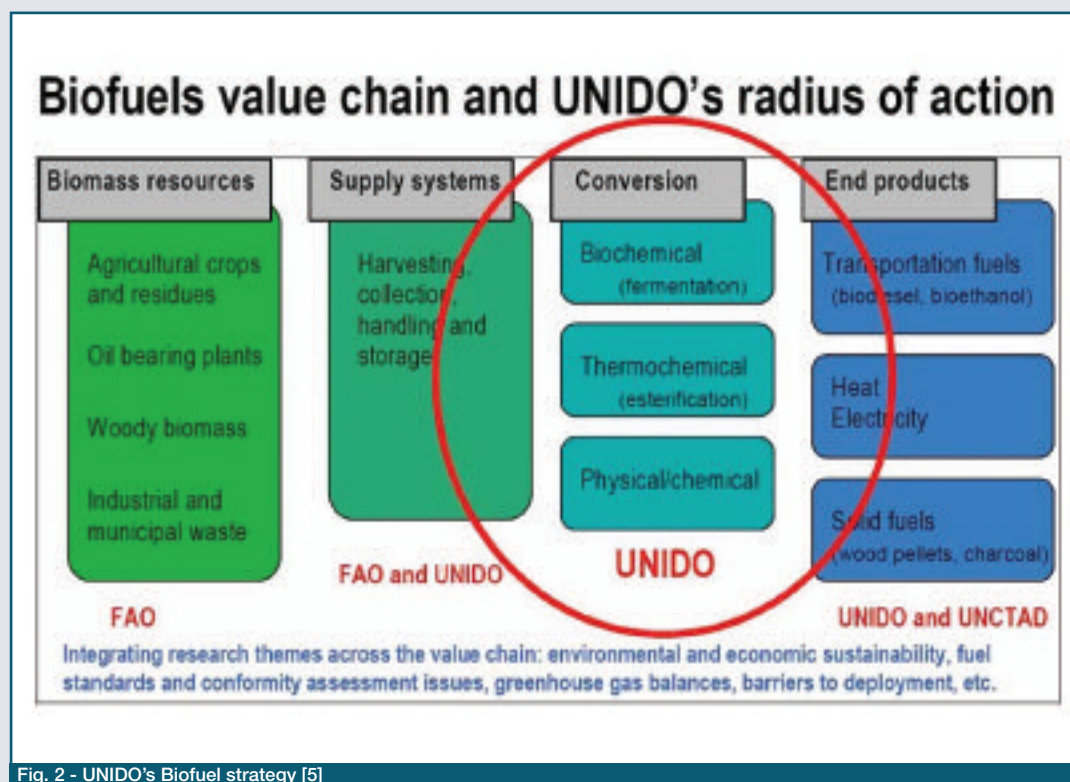 Biofuels value chain and UNIDO's radius of action
Biomass resources
Agricultural crops
and residues
Oil bearing plants
Woody biomass
Industrial and
municipal waste
FAO
Supply systems
Harvesting,
collection,
handling and
storage
FAO and UNIDO
Conversion
Biochemical
(fermentation)
Thermochemical
(esterification)
Physical/chemical
UNIDO
End products
Transportation fuels
(biodiesel, bioethanol)
Heat
Electricity
Solid fuels
(wood pellets, charcoal)
UNIDO and UNCTAD
Integrating research themes across the value chain: environmental and economic sustainability, fuel
standards and conformity assessment issues, greenhouse gas balances, barriers to deployment, etc.
Fig. 2 - UNIDO's Biofuel strategy [5]